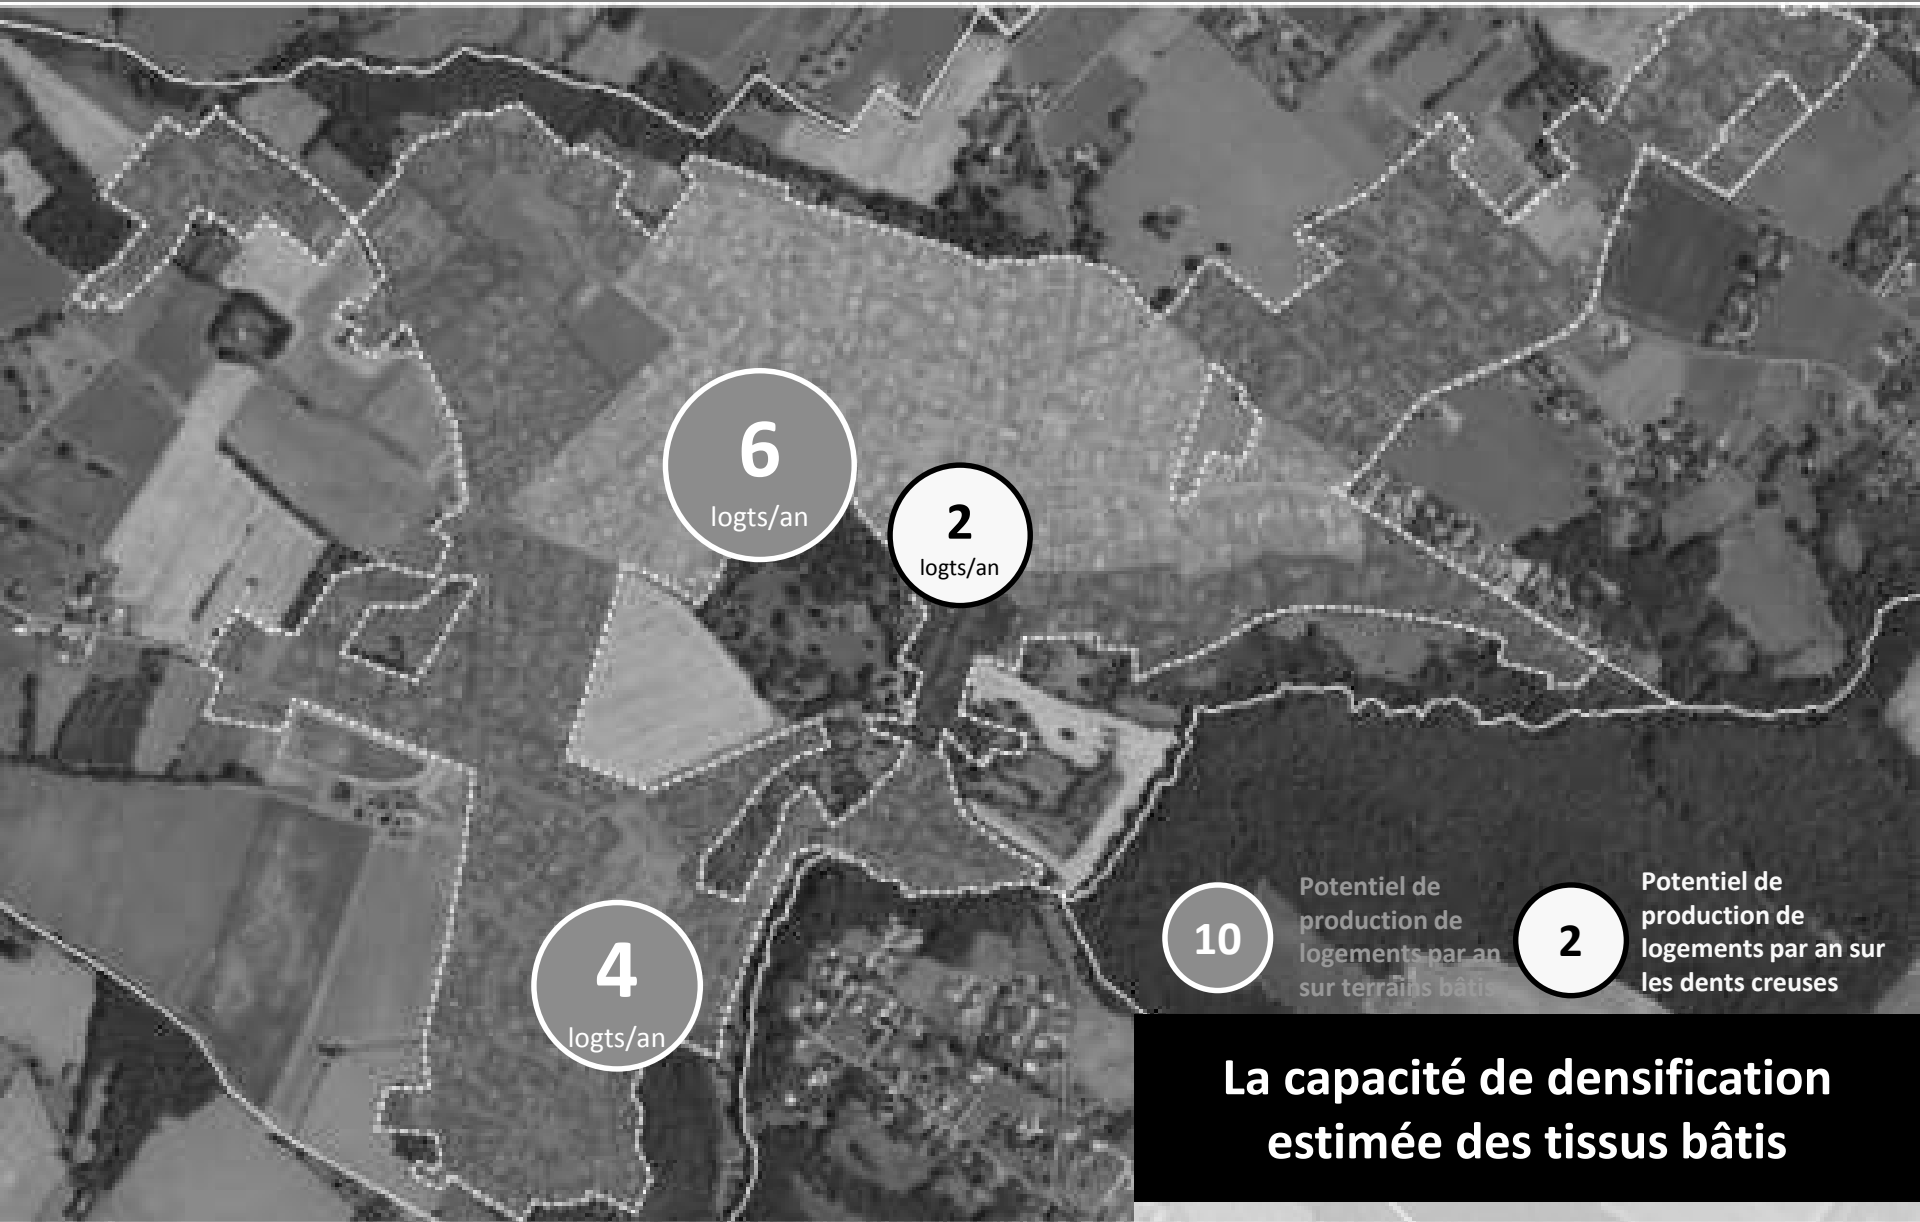 6
logts/an
2
logts/an
4
logts/an
10
Potentiel de
production de
logements par an
sur terrains bâtis
2
Potentiel de
production de
logements par an sur
les dents creuses
La capacité de densification
estimée des tissus bâtis